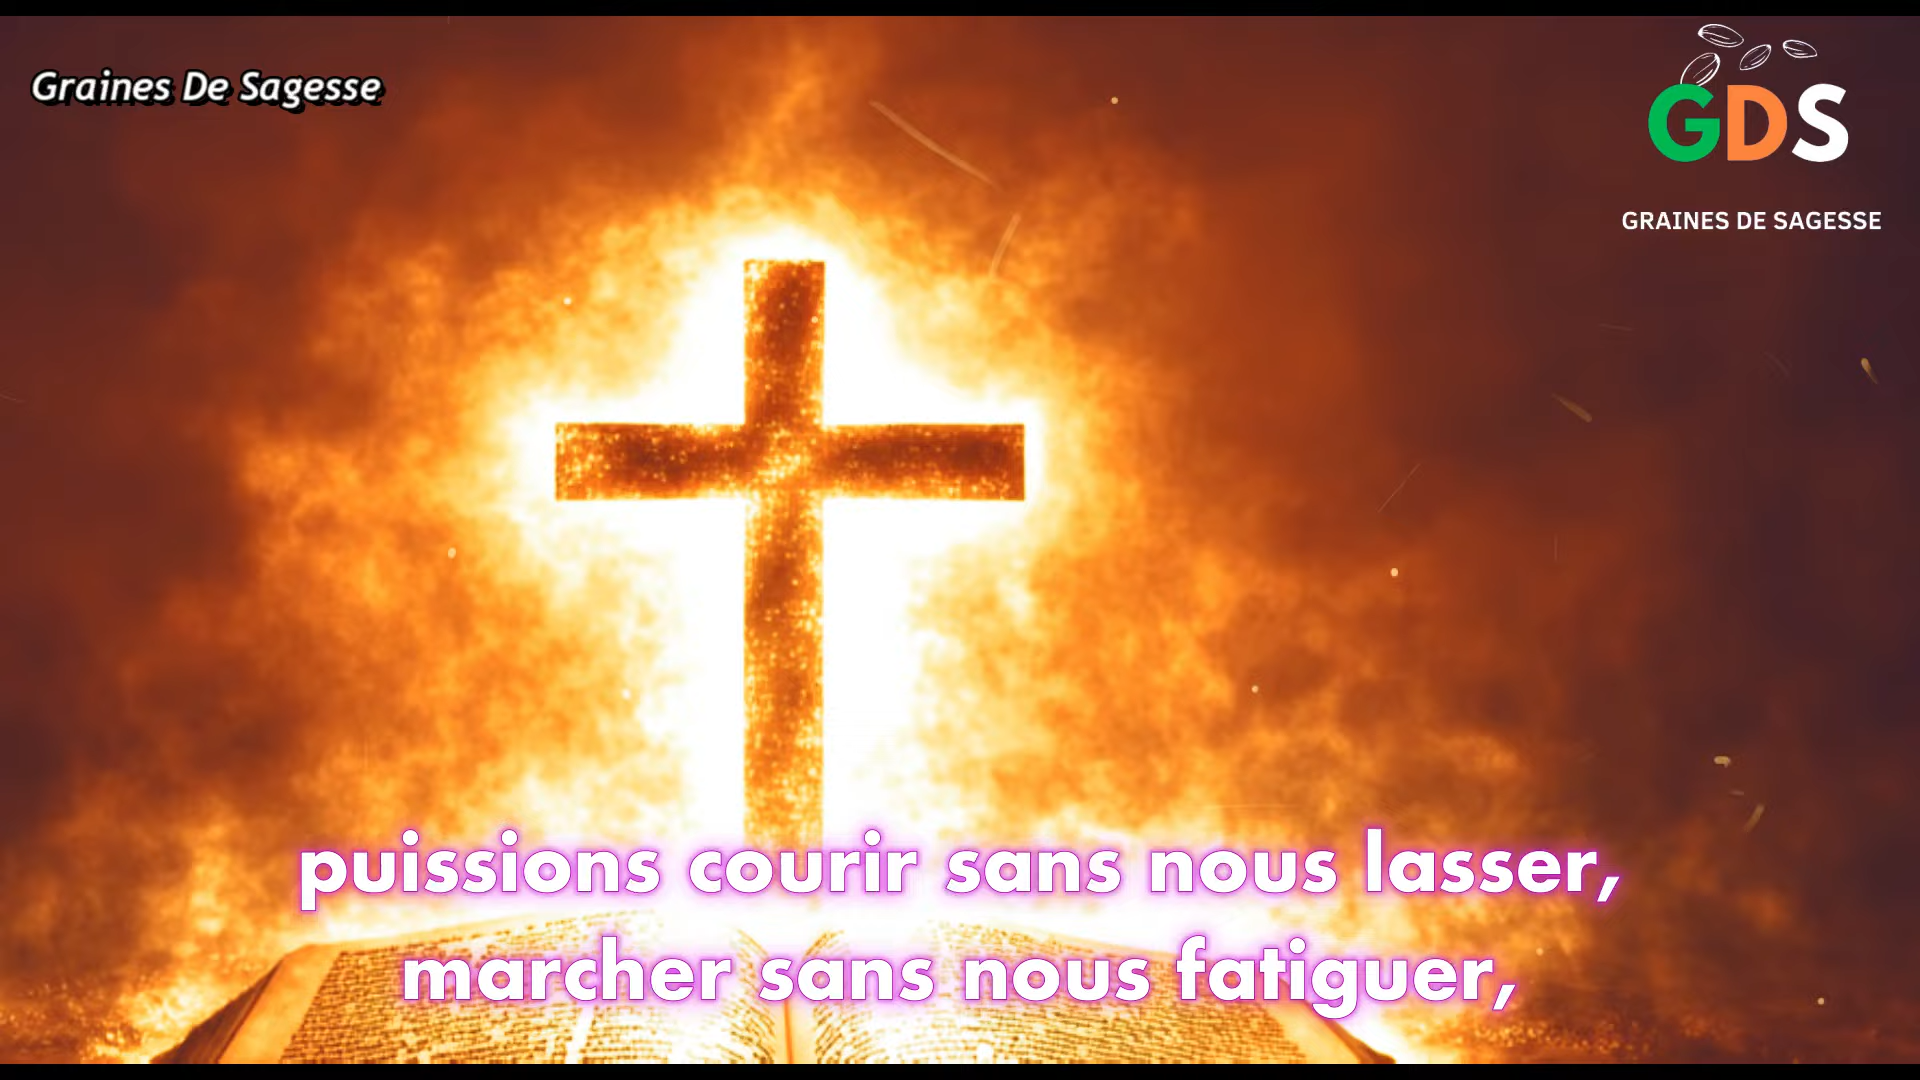 Graines De Sagesse
GDS
GRAINES DE SAGESSE
puissions courir sans nous lasser,
marcher sans nous fatiguer,